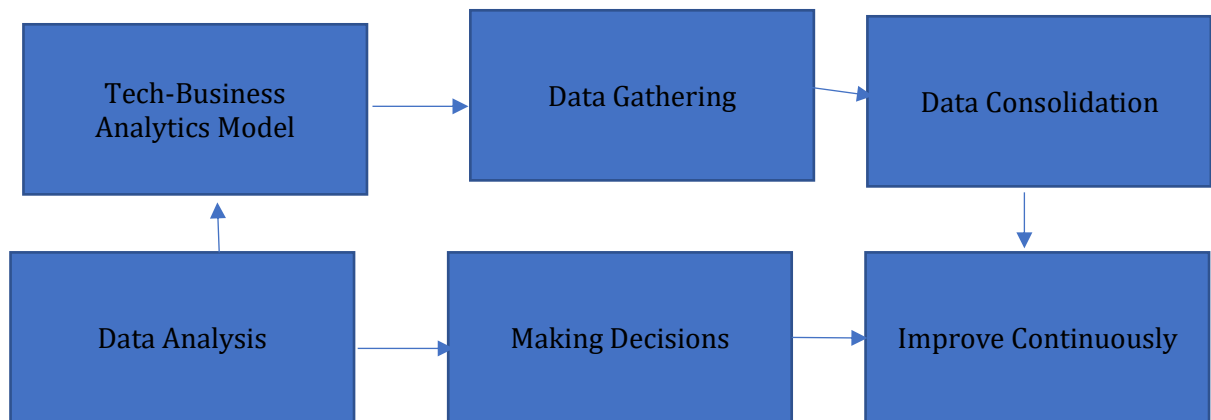 Tech-Business
Analytics Model
Data Gathering
Data Consolidation
Data Analysis
Making Decisions
Improve Continuously